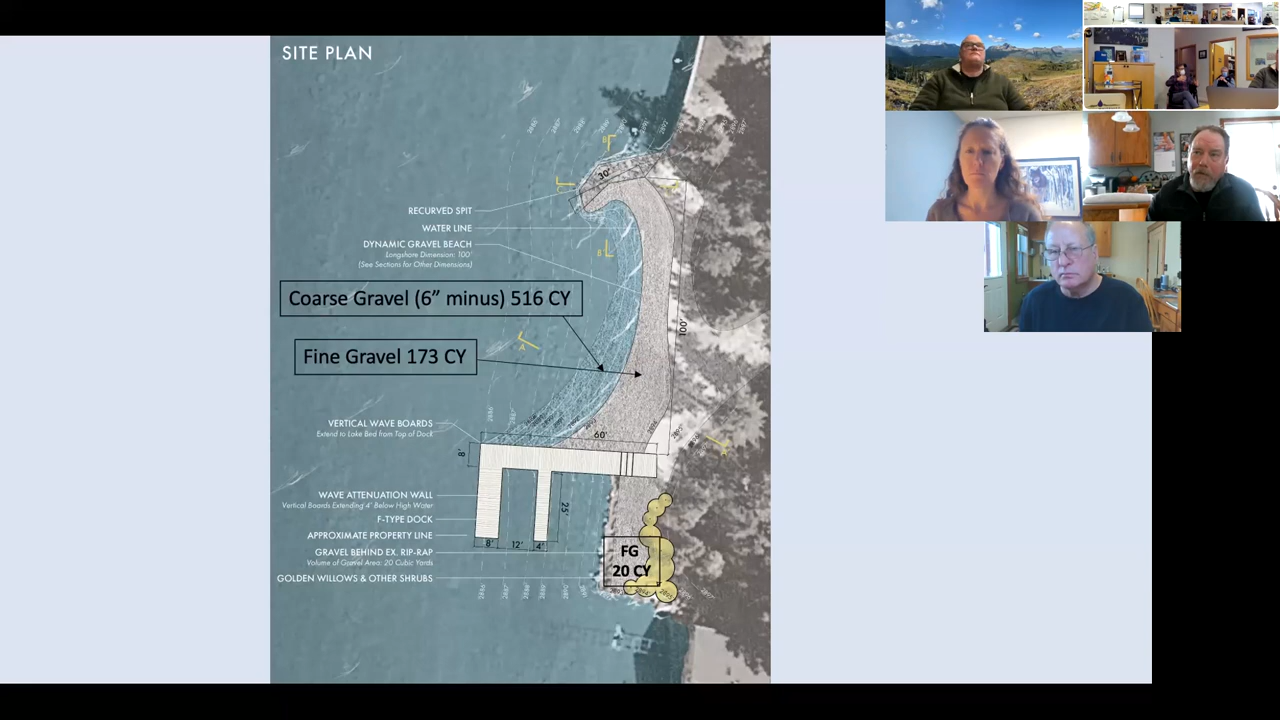 SITE PLAN
30'
B
B
RECURVED SPIT
WATER LINE
DYNAMIC GRAVEL BEACH
Longshore Dimension: 100'
(See Sections for Other Dimensions)
Coarse Gravel (6” minus) 516 CY
100'
A
Fine Gravel 173 CY
VERTICAL WAVE BOARDS
Extend to Lake Bed from Top of Dock
60'
8'
WAVE ATTENUATION WALL
Vertical Boards Extending 4' Below High Water
25'
F-TYPE DOCK
APPROXIMATE PROPERTY LINE
8'
12'
4'
GRAVEL BEHIND EX. RIP-RAP
Volume of Gravel Area: 20 Cubic Yards
FG
20 CY
GOLDEN WILLOWS & OTHER SHRUBS
2886